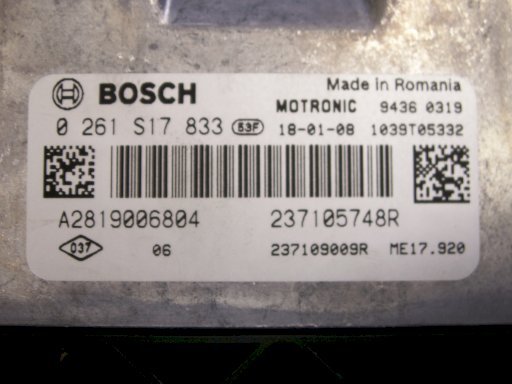 BOSCH Made in Romania
MOTRONIC 9436 0319
0 261 S17 833 53F 18-01-08 1039T05332
A2819006804 237105748R
037 06 237109009R ME17.920